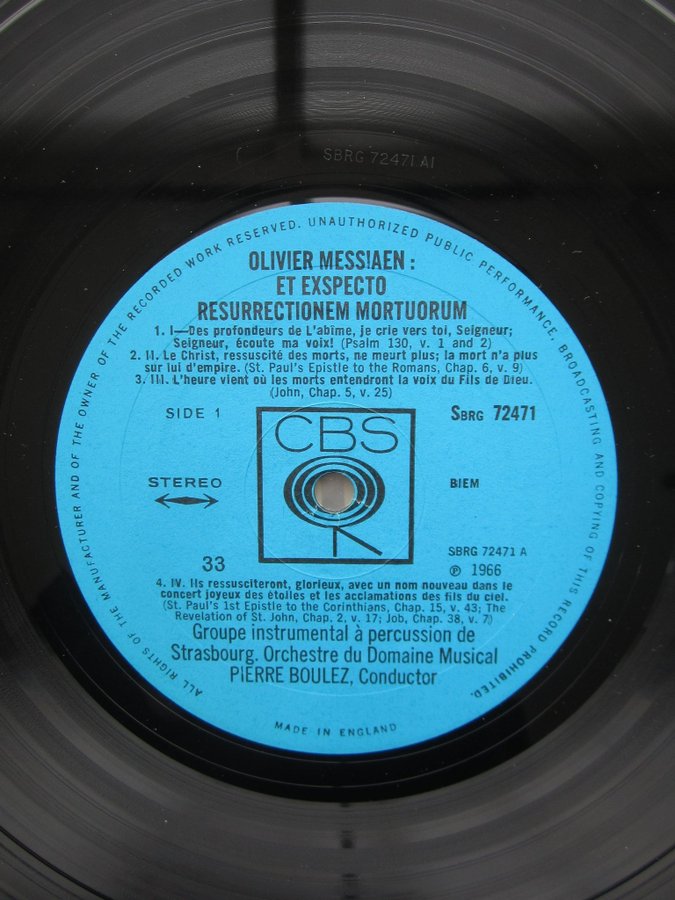 SBRG 72471 A1
ALL RIGHTS OF THE MANUFACTURER AND OF THE OWNER OF THE RECORDED WORK RESERVED. UNAUTHORIZED PUBLIC PERFORMANCE, BROADCASTING AND COPYING OF THIS RECORD PROHIBITED.
OLIVIER MESSIAEN:
ET EXSPECTO
RESURRECTIONEM MORTUORUM
1. I—Des profondeurs de L'abîme, je crie vers toi, Seigneur;
Seigneur, écoute ma voix! (Psalm 130, v. 1 and 2)
2. II. Le Christ, ressuscité des morts, ne meurt plus; la mort n'a plus
sur lui d'empire. (St. Paul's Epistle to the Romans, Chap. 6, v. 9)
3. III. L'heure vient où les morts entendront la voix du Fils de Dieu.
(John, Chap. 5, v. 25)
SIDE 1
SBRG 72471
CBS
STEREO
BIEM
33
SBRG 72471 A
℗ 1966
4. IV. Ils ressusciteront, glorieux, avec un nom nouveau dans le
concert joyeux des étoiles et les acclamations des fils du ciel.
(St. Paul's 1st Epistle to the Corinthians, Chap. 15, v. 43; The
Revelation of St. John, Chap. 2, v. 17; Job, Chap. 38, v. 7)
Groupe instrumental à percussion de
Strasbourg. Orchestre du Domaine Musical
PIERRE BOULEZ, Conductor
MADE IN ENGLAND